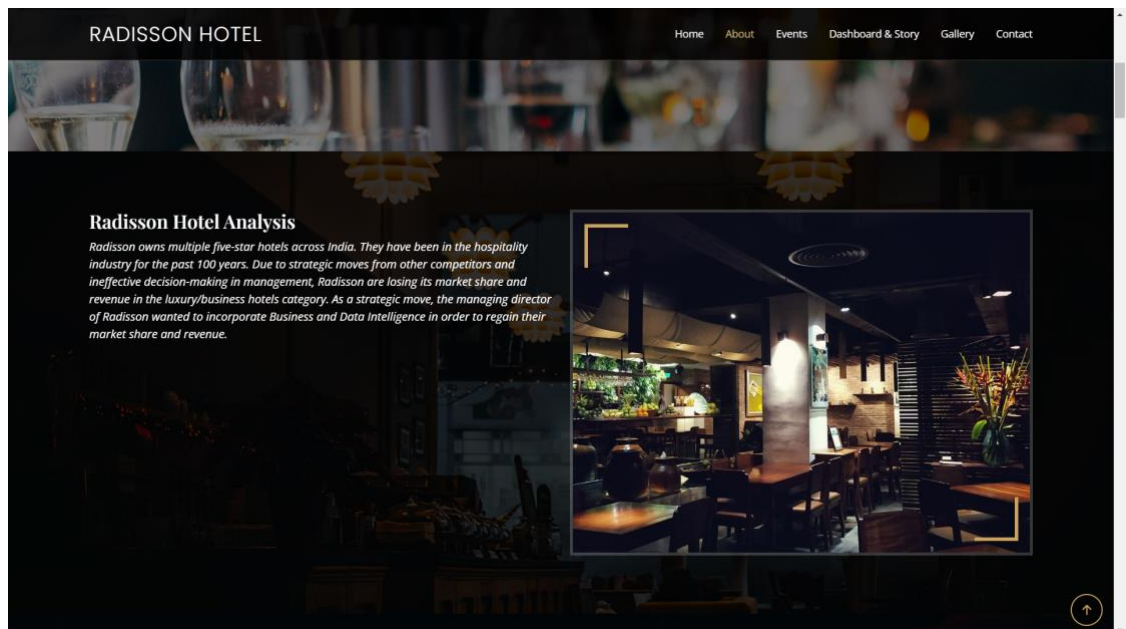 RADISSON HOTEL
Home About Events Dashboard & Story Gallery Contact
Radisson Hotel Analysis
Radisson owns multiple five-star hotels across India. They have been in the hospitality
industry for the past 100 years. Due to strategic moves from other competitors and
ineffective decision-making in management, Radisson are losing its market share and
revenue in the luxury/business hotels category. As a strategic move, the managing director
of Radisson wanted to incorporate Business and Data Intelligence in order to regain their
market share and revenue.